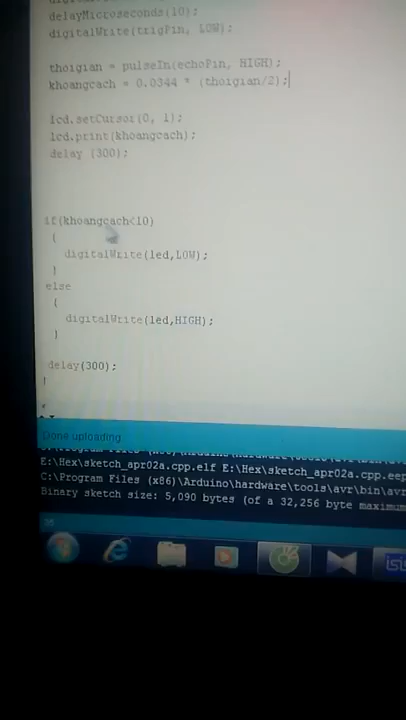 delayMicroseconds(10);
digitalWrite(trigPin, LOW);
thoigian = pulseIn(echoPin, HIGH);
khoangcach = 0.0344 * (thoigian/2);
lcd.setCursor(0, 1);
lcd.print(khoangcach);
delay (300);
if(khoangcach<10)
{
digitalWrite(led,LOW);
}
else
{
digitalWrite(led,HIGH);
}
delay(300);
}
Done uploading.
E:\Hex\sketch_apr02a.cpp.elf E:\Hex\sketch_apr02a.cpp.eep
C:\Program Files (x86)\Arduino\hardware\tools\avr\bin\avr
Binary sketch size: 5,090 bytes (of a 32,256 byte maximum
isis